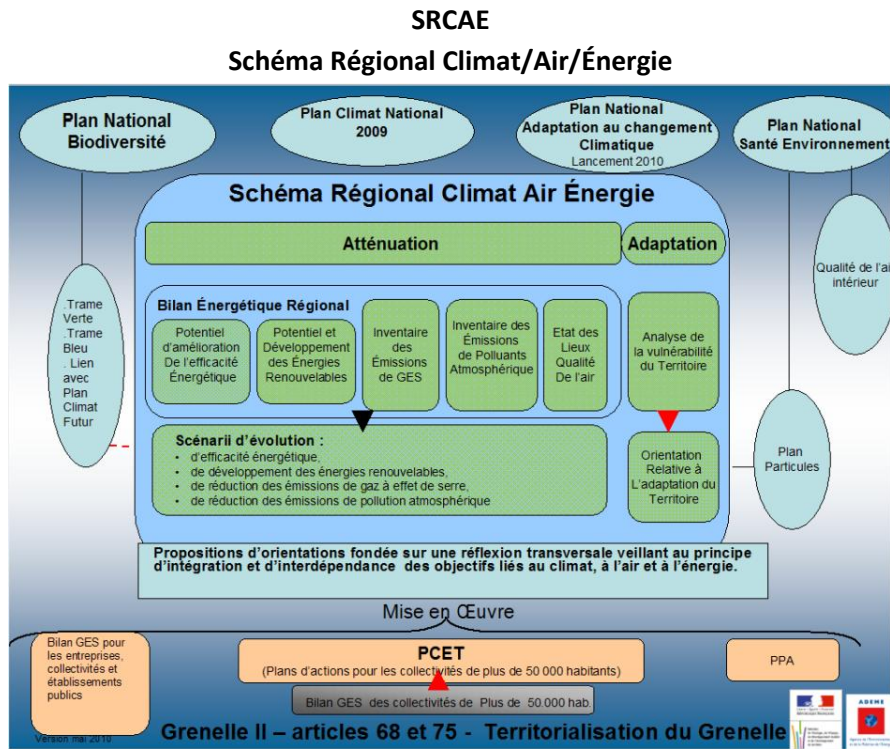 SRCAE
Schéma Régional Climat/Air/Énergie
Plan National
Biodiversité
Plan Climat National
2009
Plan National
Adaptation au changement
Climatique
Lancement 2010
Plan National
Santé Environnement
Schéma Régional Climat Air Énergie
Atténuation
Adaptation
Qualité de l'air
intérieur
.Trame
Verte
.Trame
Bleu
. Lien
avec
Plan
Climat
Futur
Bilan Énergétique Régional
Potentiel
d'amélioration
De l'efficacité
Énergétique
Potentiel et
Développement
des Énergies
Renouvelables
Inventaire
des
Émissions
de GES
Inventaire des
Émissions
de Polluants
Atmosphérique
Etat des
Lieux
Qualité
De l'air
Analyse de
la vulnérabilité
du Territoire
Scénarii d'évolution :
• d'efficacité énergétique,
• de développement des énergies renouvelables,
• de réduction des émissions de gaz à effet de serre,
• de réduction des émissions de pollution atmosphérique
Orientation
Relative à
L'adaptation du
Territoire
Plan
Particules
Propositions d'orientations fondée sur une réflexion transversale veillant au principe
d'intégration et d'interdépendance des objectifs liés au climat, à l'air et à l'énergie.
Mise en Œuvre
Bilan GES pour
les entreprises,
collectivités et
établissements
publics
PCET
(Plans d'actions pour les collectivités de plus de 50 000 habitants)
PPA
Bilan GES des collectivités de Plus de 50.000 hab.
Version mai 2010
Grenelle II – articles 68 et 75 - Territorialisation du Grenelle
ADEME